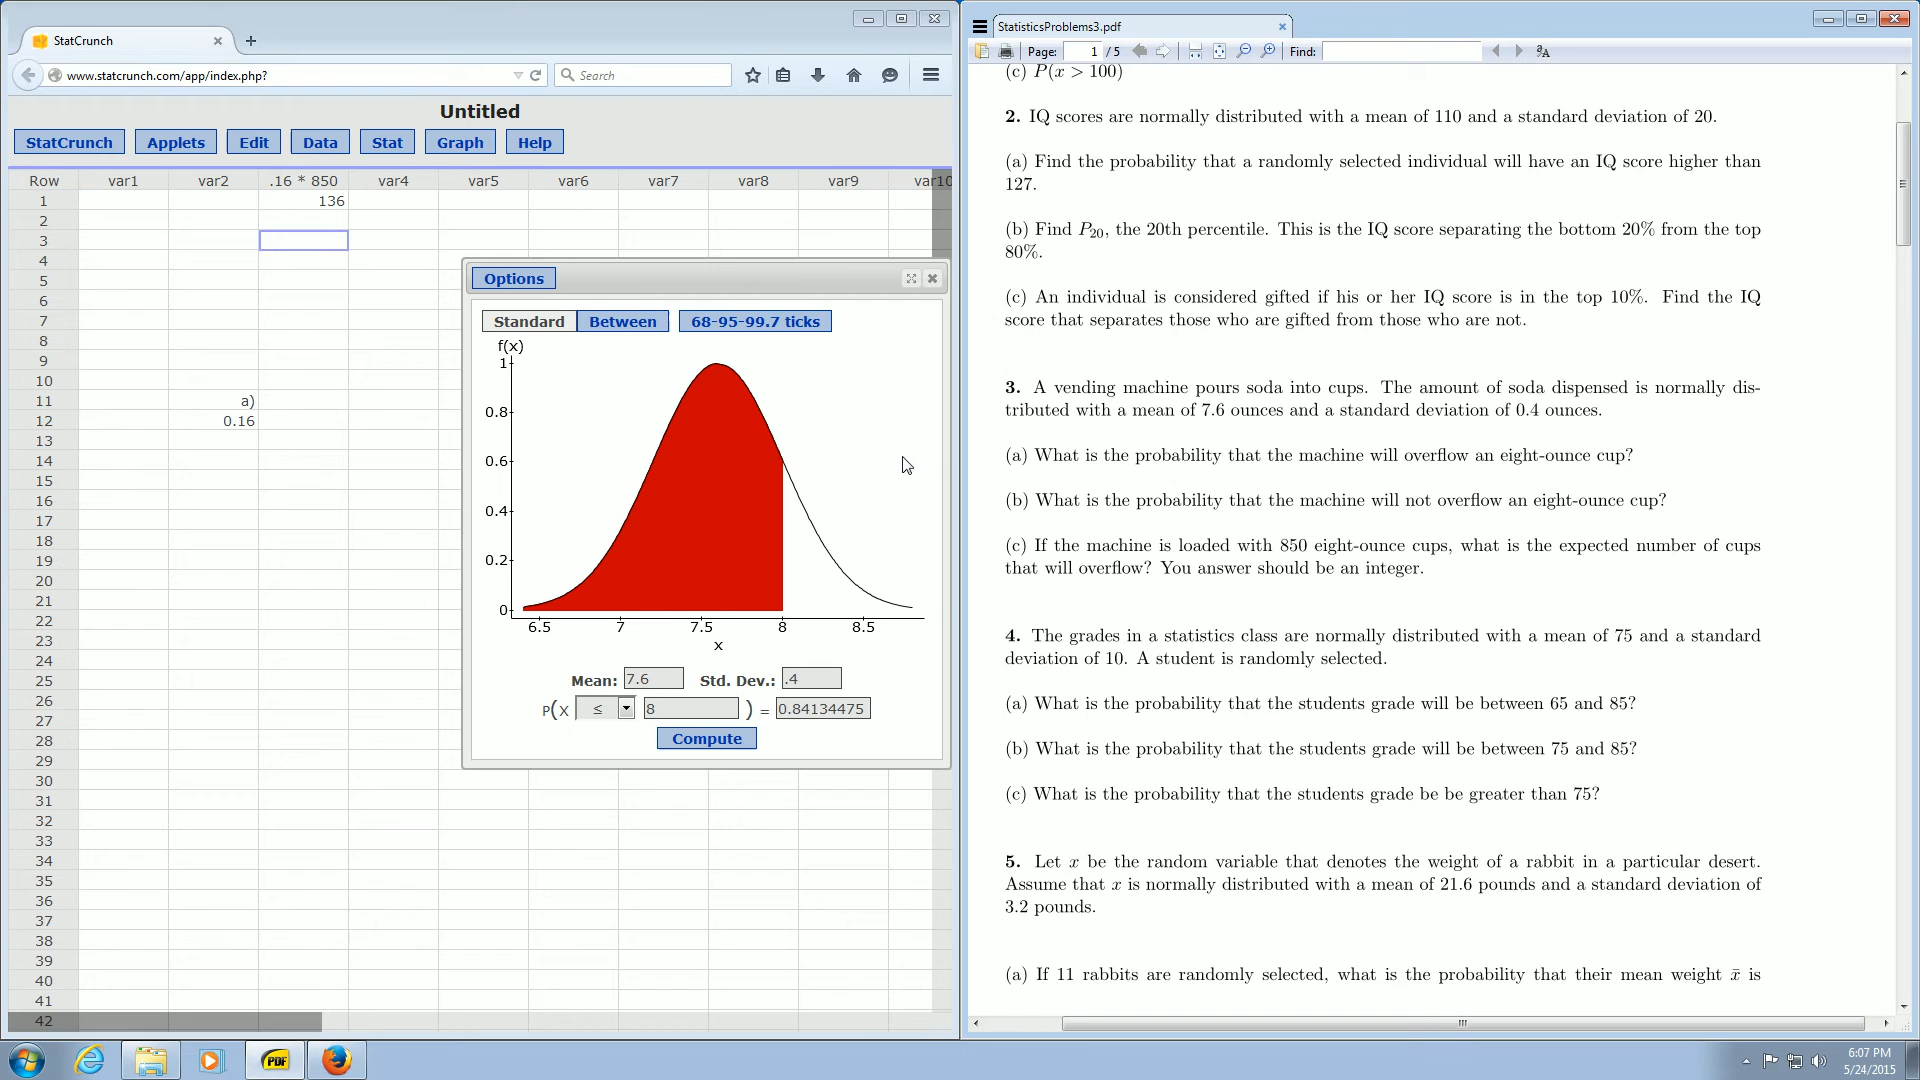 StatCrunch
www.statcrunch.com/app/index.php?
Search
Untitled
StatCrunch Applets Edit Data Stat Graph Help
Row var1 var2 .16 * 850 var4 var5 var6 var7 var8 var9 var10
1 136
2
3
4
5
6
7
8
9
10
11 a)
12 0.16
13
14
15
16
17
18
19
20
21
22
23
24
25
26
27
28
29
30
31
32
33
34
35
36
37
38
39
40
41
42
Options
Standard Between 68-95-99.7 ticks
f(x)
1
0.8
0.6
0.4
0.2
0
6.5 7 7.5 8 8.5
x
Mean: 7.6 Std. Dev.: .4
P(X ≤ 8 ) = 0.84134475
Compute
StatisticsProblems3.pdf
Page: 1 / 5 Find:
(c) P(x > 100)
2. IQ scores are normally distributed with a mean of 110 and a standard deviation of 20.
(a) Find the probability that a randomly selected individual will have an IQ score higher than
127.
(b) Find P20, the 20th percentile. This is the IQ score separating the bottom 20% from the top
80%.
(c) An individual is considered gifted if his or her IQ score is in the top 10%. Find the IQ
score that separates those who are gifted from those who are not.
3. A vending machine pours soda into cups. The amount of soda dispensed is normally dis-
tributed with a mean of 7.6 ounces and a standard deviation of 0.4 ounces.
(a) What is the probability that the machine will overflow an eight-ounce cup?
(b) What is the probability that the machine will not overflow an eight-ounce cup?
(c) If the machine is loaded with 850 eight-ounce cups, what is the expected number of cups
that will overflow? You answer should be an integer.
4. The grades in a statistics class are normally distributed with a mean of 75 and a standard
deviation of 10. A student is randomly selected.
(a) What is the probability that the students grade will be between 65 and 85?
(b) What is the probability that the students grade will be between 75 and 85?
(c) What is the probability that the students grade be be greater than 75?
5. Let x be the random variable that denotes the weight of a rabbit in a particular desert.
Assume that x is normally distributed with a mean of 21.6 pounds and a standard deviation of
3.2 pounds.
(a) If 11 rabbits are randomly selected, what is the probability that their mean weight x̄ is
PDF
6:07 PM
5/24/2015